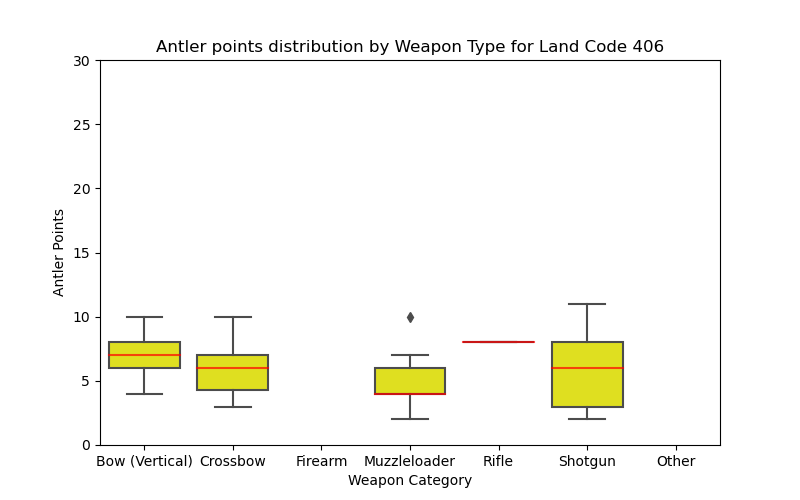 Antler points distribution by Weapon Type for Land Code 406
30
25
20
15
10
5
0
Antler Points
Bow (Vertical) Crossbow Firearm Muzzleloader Rifle Shotgun Other
Weapon Category